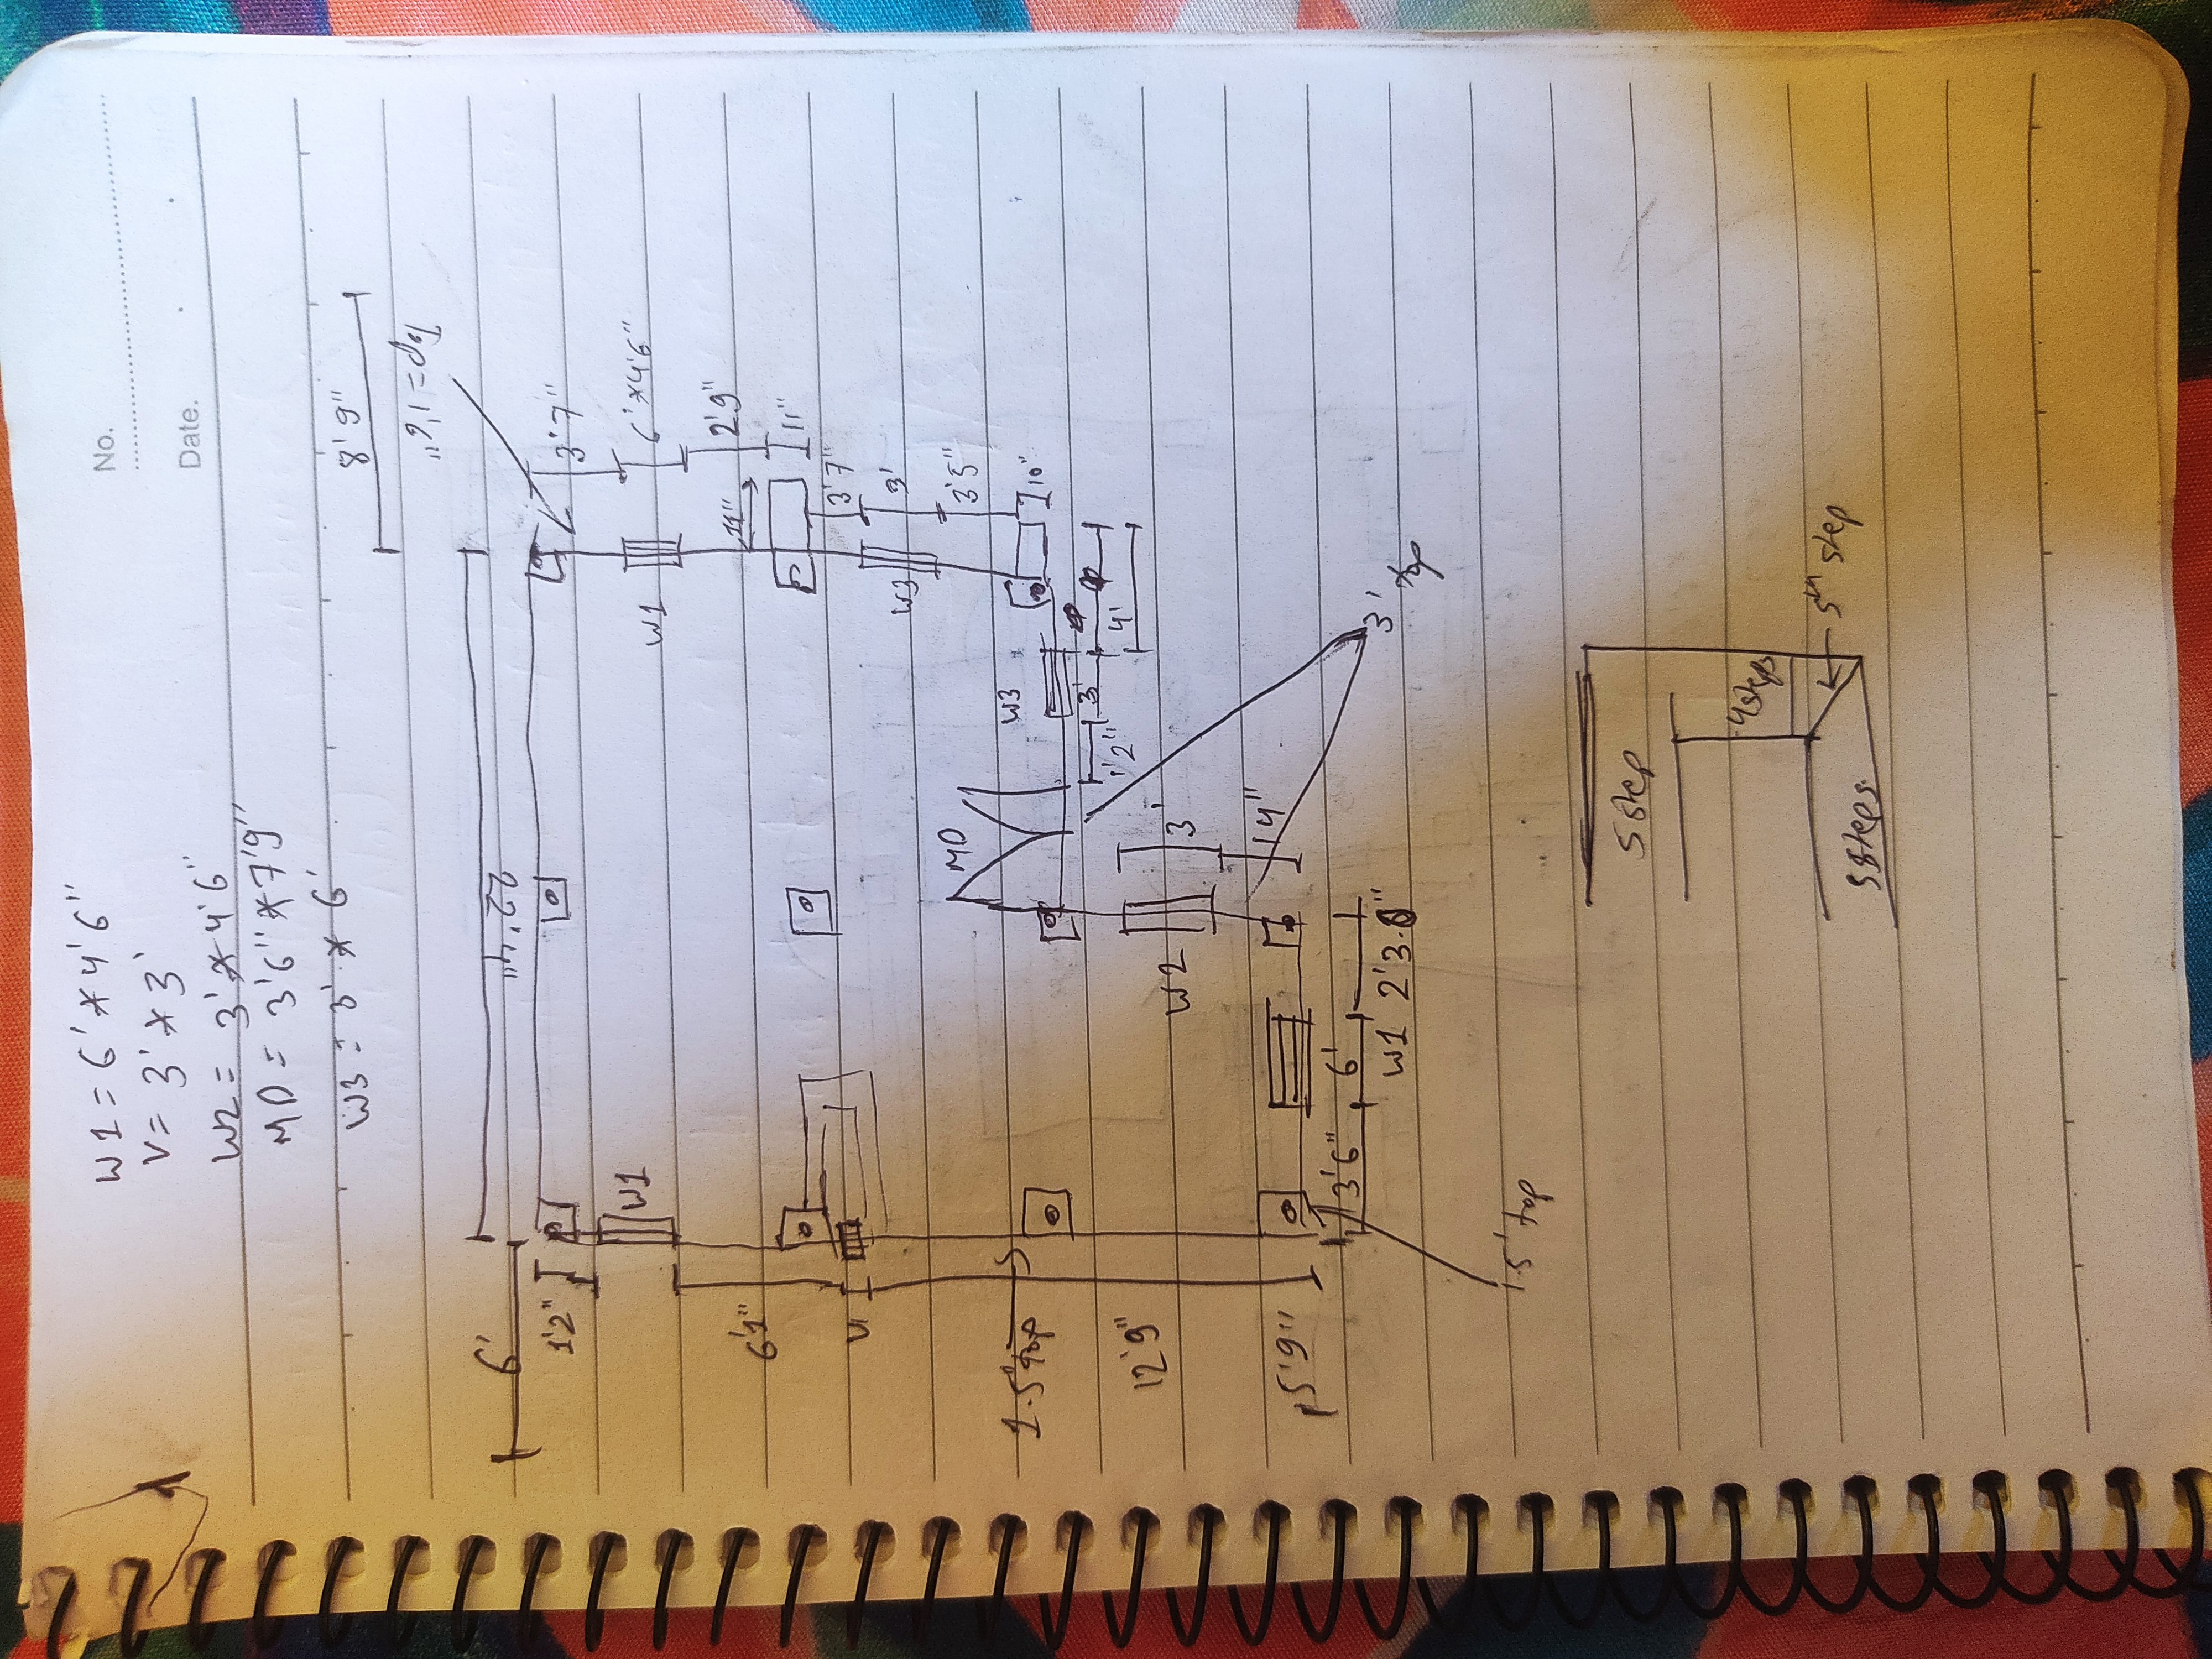 No.
Date.
W1 = 6' * 4'6"
V = 3' * 3'
W2 = 3' * 4'6"
MD = 3'6" * 7'9"
W3 = 3' * 6'
8'9"
Top = 1'6"
6'
22'4"
1'2"
3'7"
W1
W1
6' * 4'6"
6'1"
11"
2'9"
11"
V
3'7"
W3
3'
MD
3'5"
1.5' top
W3
10"
1'2"
3'
4'
12'9"
W2
3'
14"
5'9"
3'6"
6'
W1
2'3.0"
3' top
1.5' top
5 step
4 steps
5th step
5 steps